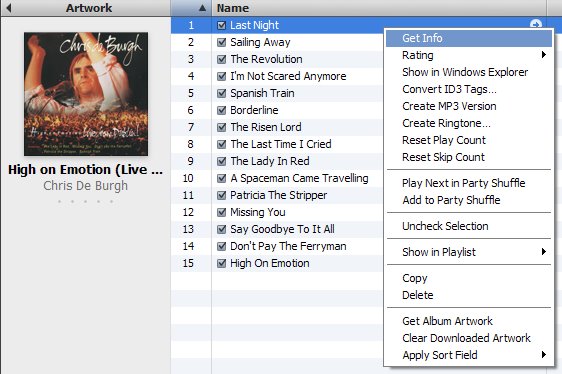 Artwork
Name
Chris de Burgh
High on Emotion (Live ...
Chris De Burgh
1 Last Night
2 Sailing Away
3 The Revolution
4 I'm Not Scared Anymore
5 Spanish Train
6 Borderline
7 The Risen Lord
8 The Last Time I Cried
9 The Lady In Red
10 A Spaceman Came Travelling
11 Patricia The Stripper
12 Missing You
13 Say Goodbye To It All
14 Don't Pay The Ferryman
15 High On Emotion
Get Info
Rating
Show in Windows Explorer
Convert ID3 Tags...
Create MP3 Version
Create Ringtone...
Reset Play Count
Reset Skip Count
Play Next in Party Shuffle
Add to Party Shuffle
Uncheck Selection
Show in Playlist
Copy
Delete
Get Album Artwork
Clear Downloaded Artwork
Apply Sort Field